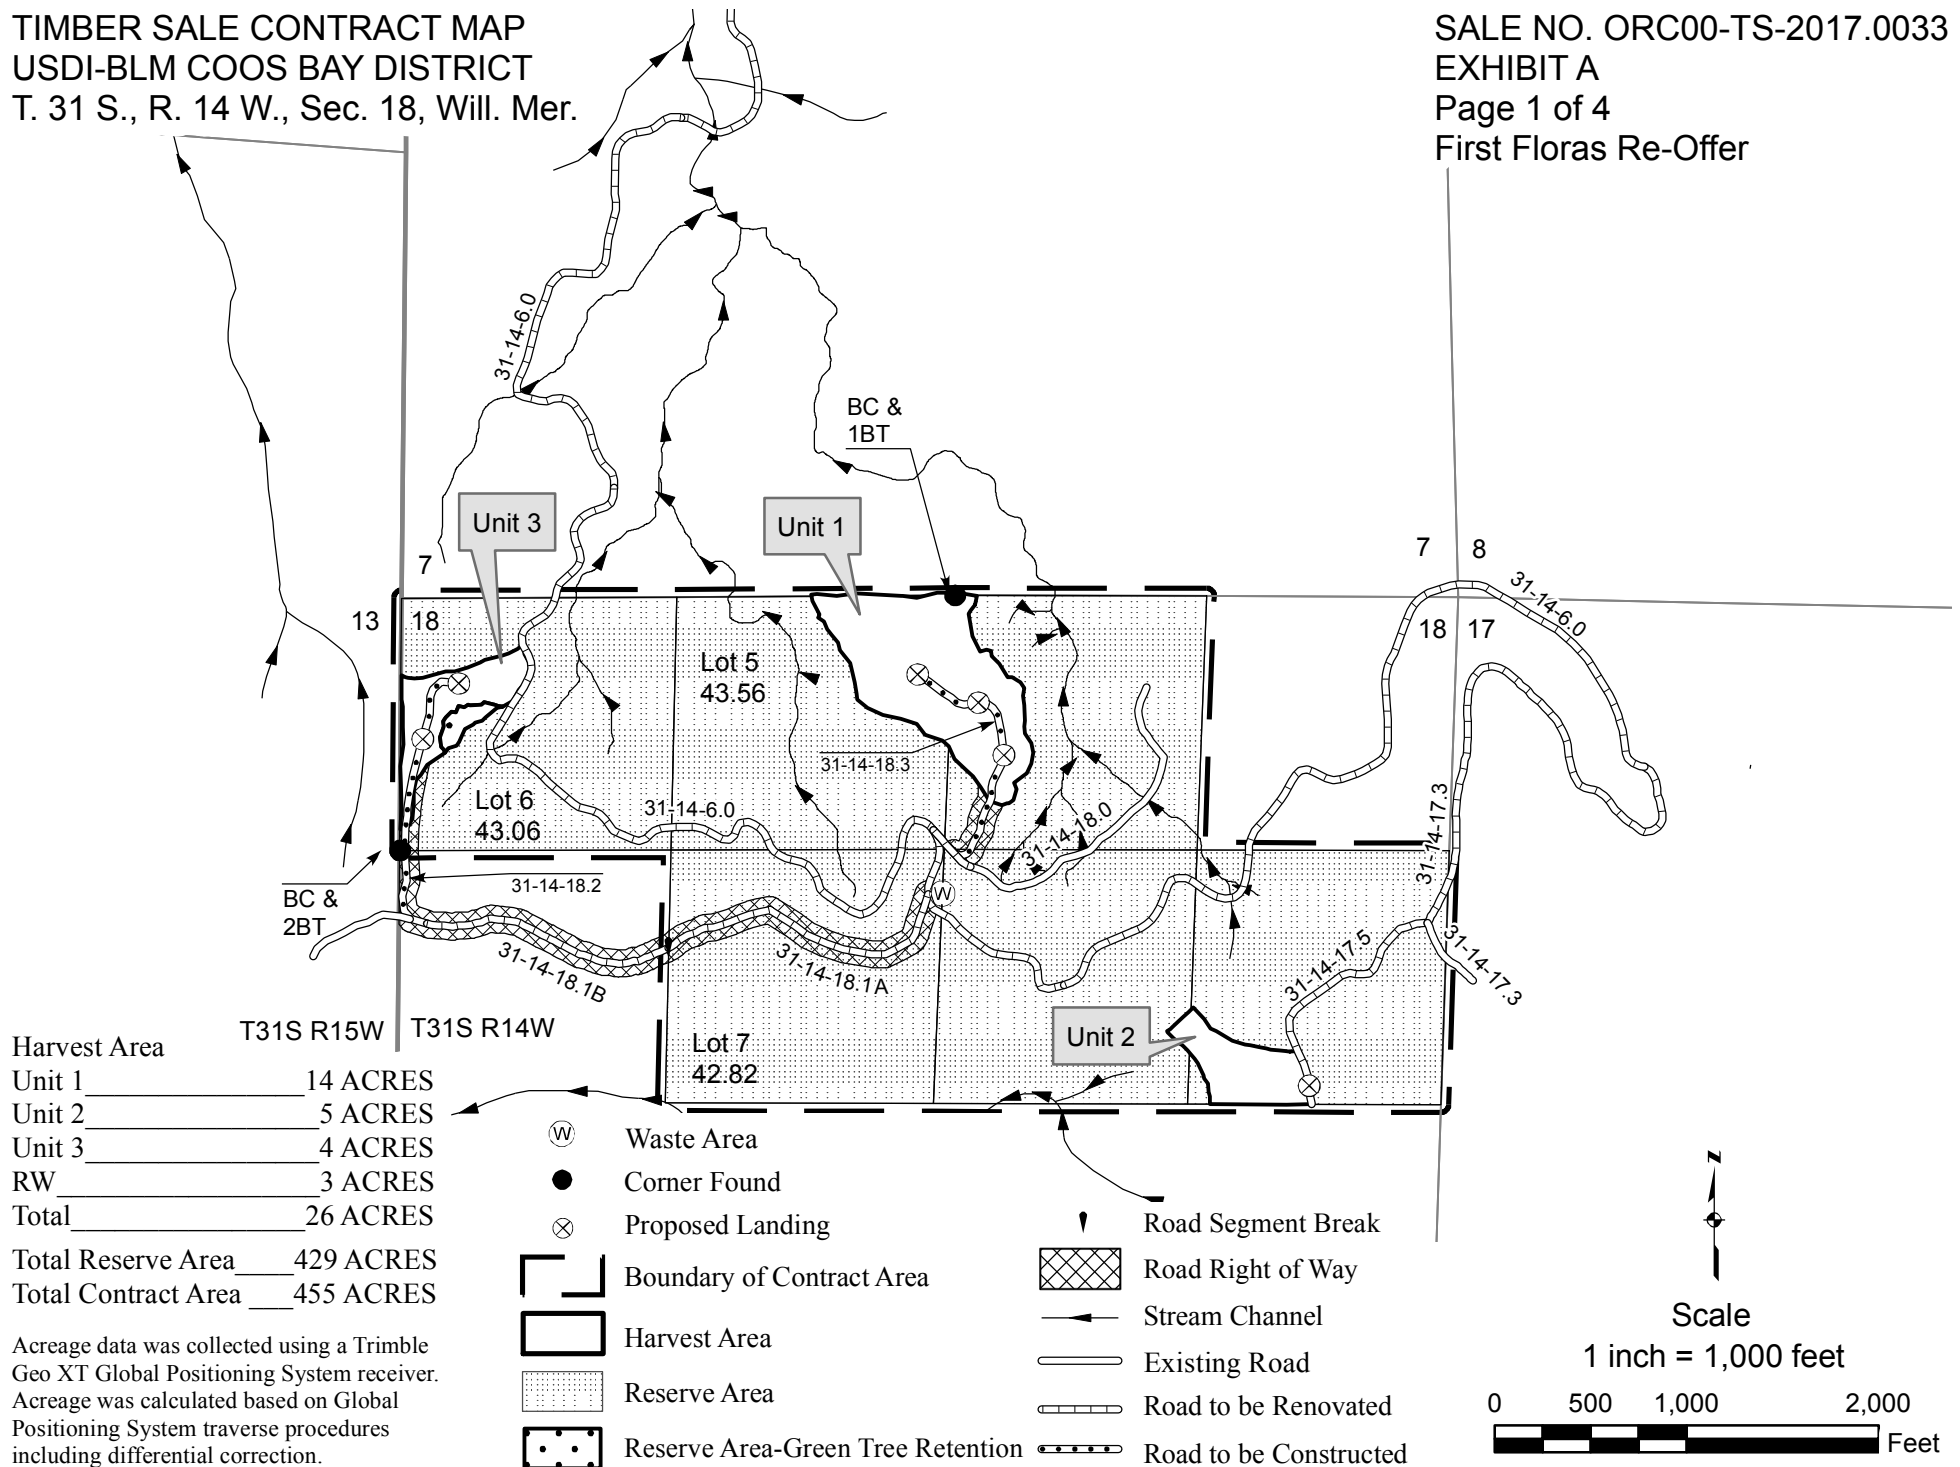 TIMBER SALE CONTRACT MAP
USDI-BLM COOS BAY DISTRICT
T. 31 S., R. 14 W., Sec. 18, Will. Mer.
SALE NO. ORC00-TS-2017.0033
EXHIBIT A
Page 1 of 4
First Floras Re-Offer
31-14-6.0
BC &
1BT
Unit 3
Unit 1
7
7
8
31-14-6.0
13
18
18
17
Lot 5
43.56
31-14-18.3
Lot 6
43.06
31-14-6.0
31-14-18.0
31-14-17.3
31-14-18.2
BC &
2BT
W
31-14-18.1B
31-14-18.1A
31-14-17.5
31-14-17.3
T31S R15W
T31S R14W
Lot 7
42.82
Unit 2
Harvest Area
Unit 1_______________14 ACRES
Unit 2________________5 ACRES
Unit 3________________4 ACRES
RW__________________3 ACRES
Total________________26 ACRES
Total Reserve Area____429 ACRES
Total Contract Area ___455 ACRES
Acreage data was collected using a Trimble
Geo XT Global Positioning System receiver.
Acreage was calculated based on Global
Positioning System traverse procedures
including differential correction.
W
Waste Area
Corner Found
Proposed Landing
Boundary of Contract Area
Harvest Area
Reserve Area
Reserve Area-Green Tree Retention
Road Segment Break
Road Right of Way
Stream Channel
Existing Road
Road to be Renovated
Road to be Constructed
N
Scale
1 inch = 1,000 feet
0 500 1,000 2,000
Feet